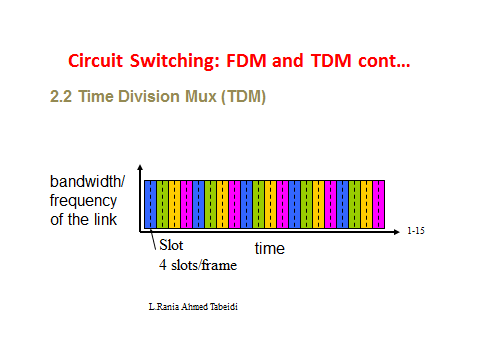 Circuit Switching: FDM and TDM cont...
2.2 Time Division Mux (TDM)
bandwidth/
frequency
of the link
1-15
Slot
time
4 slots/frame
L.Rania Ahmed Tabeidi